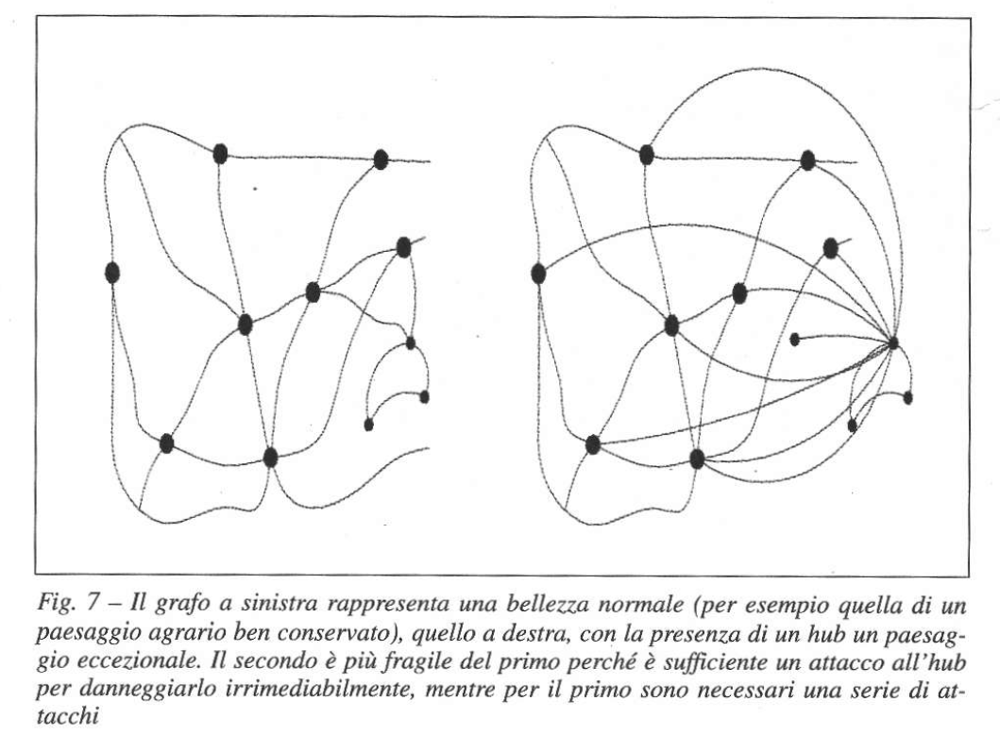 Fig. 7 – Il grafo a sinistra rappresenta una bellezza normale (per esempio quella di un
paesaggio agrario ben conservato), quello a destra, con la presenza di un hub un paesag-
gio eccezionale. Il secondo è più fragile del primo perché è sufficiente un attacco all'hub
per danneggiarlo irrimediabilmente, mentre per il primo sono necessari una serie di at-
tacchi